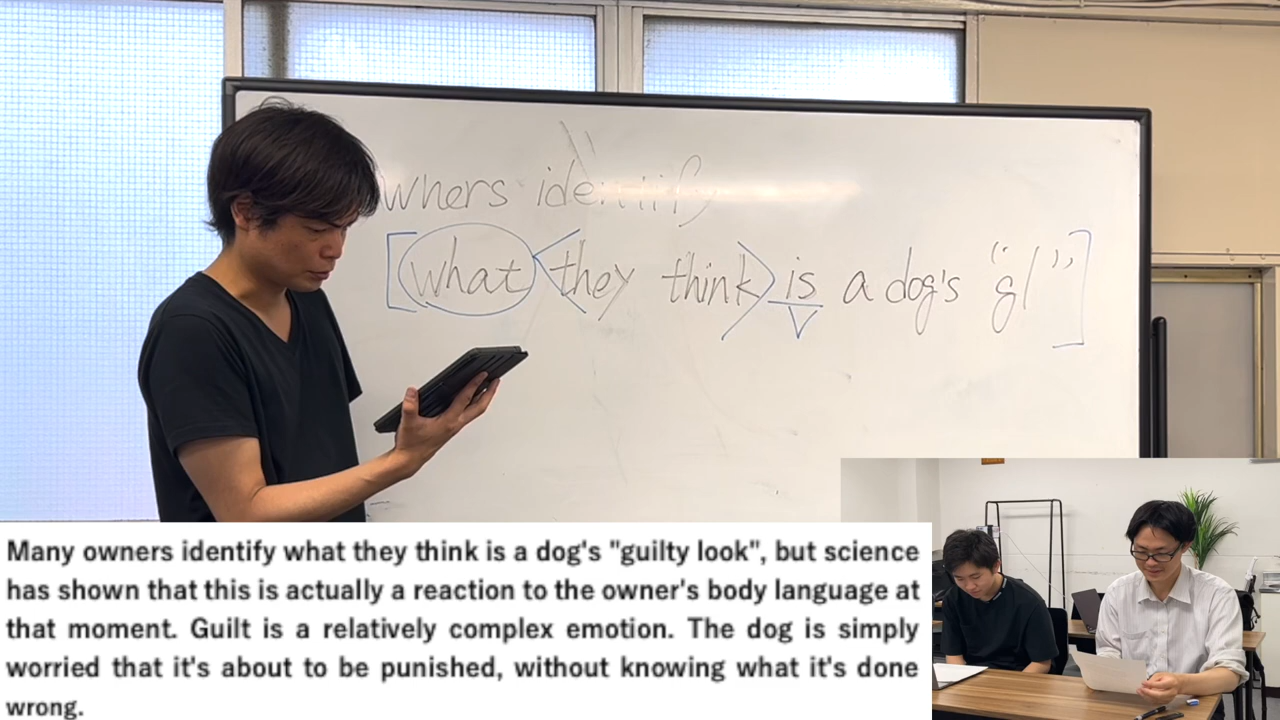 owners identify
[what <they think> is a dog's "gl"]
V
Many owners identify what they think is a dog's "guilty look", but science
has shown that this is actually a reaction to the owner's body language at
that moment. Guilt is a relatively complex emotion. The dog is simply
worried that it's about to be punished, without knowing what it's done
wrong.